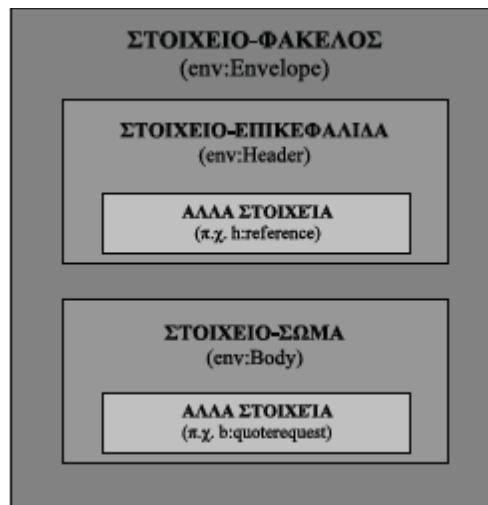 ΣΤΟΙΧΕΙΟ-ΦΑΚΕΛΟΣ
(env:Envelope)
ΣΤΟΙΧΕΙΟ-ΕΠΙΚΕΦΑΛΙΔΑ
(env:Header)
ΑΛΛΑ ΣΤΟΙΧΕΊΑ
(π.χ. h:reference)
ΣΤΟΙΧΕΙΟ-ΣΩΜΑ
(env:Body)
ΑΛΛΑ ΣΤΟΙΧΕΊΑ
(π.χ. b:quoterequest)